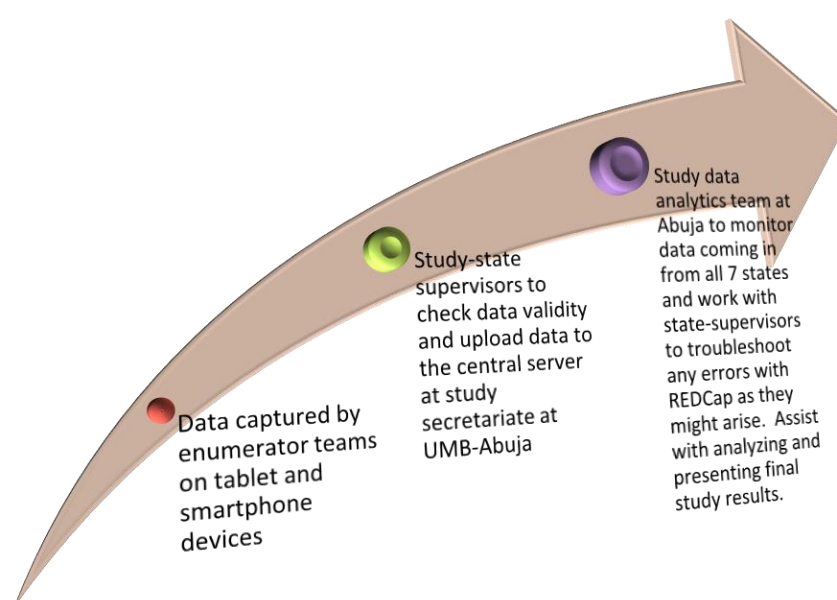 Data captured by
enumerator teams
on tablet and
smartphone
devices
Study-state
supervisors to
check data validity
and upload data to
the central server
at study
secretariate at
UMB-Abuja
Study data
analytics team at
Abuja to monitor
data coming in
from all 7 states
and work with
state-supervisors
to troubleshoot
any errors with
REDCap as they
might arise.  Assist
with analyzing and
presenting final
study results.